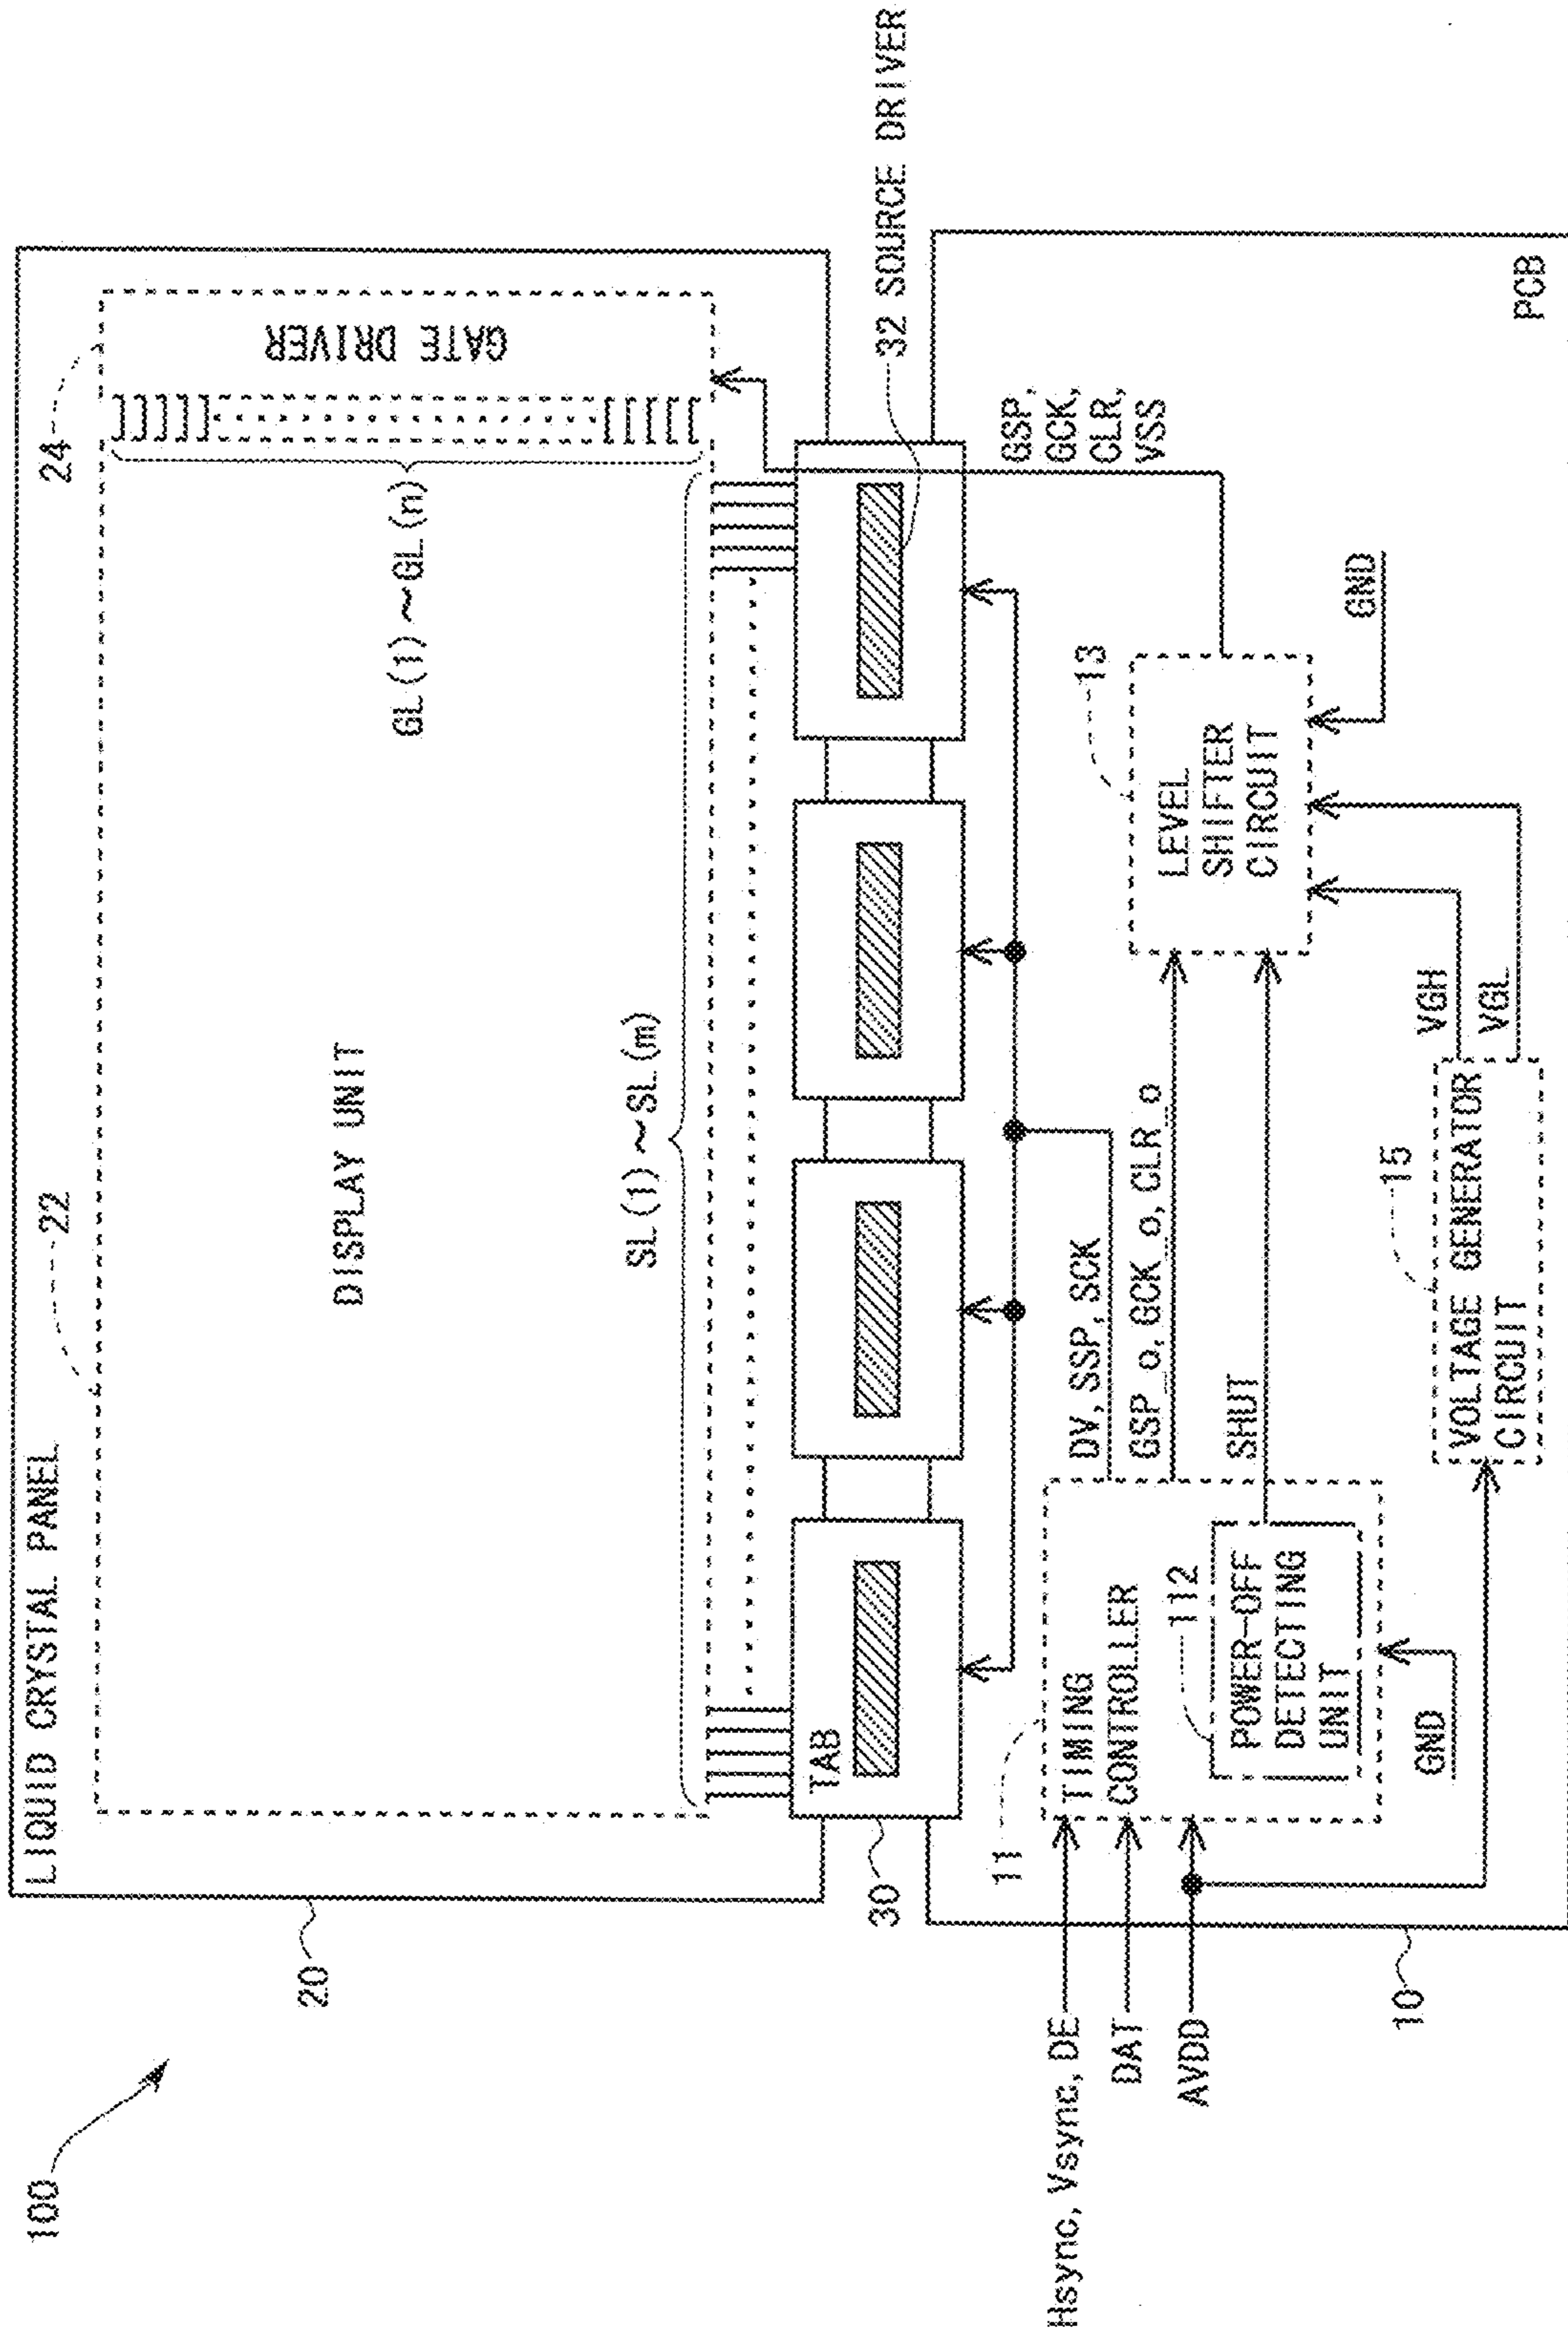 100
20
LIQUID CRYSTAL PANEL
22
24
DISPLAY UNIT
GATE DRIVER
GL(1)~GL(n)
SL(1)~SL(m)
30
TAB
32 SOURCE DRIVER
Hsync, Vsync, DE
DAT
AVDD
11
TIMING
CONTROLLER
112
POWER-OFF
DETECTING
UNIT
GND
DV, SSP, SCK
GSP_o, GCK_o, CLR_o
SHUT
13
LEVEL
SHIFTER
CIRCUIT
GSP,
GCK,
CLR,
VSS
GND
15
VOLTAGE GENERATOR
CIRCUIT
VGH
VGL
10
PCB